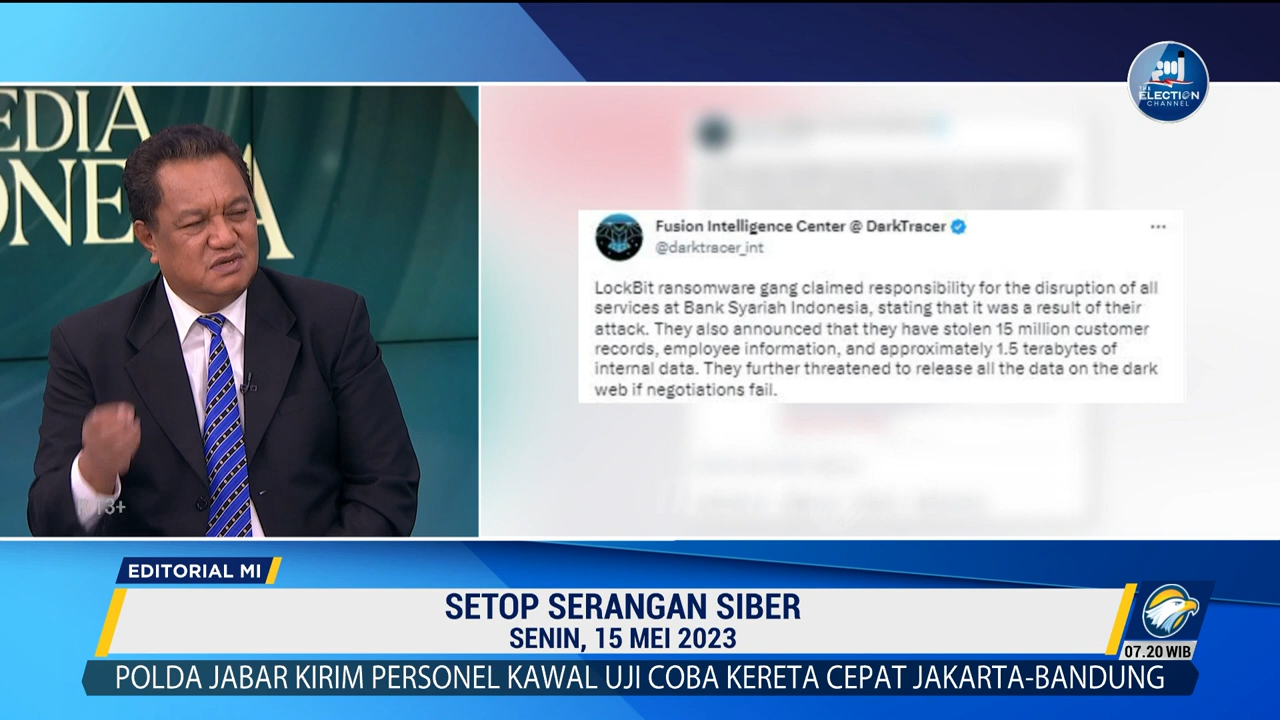 EDIA
ONE A
THE
ELECTION
CHANNEL
Fusion Intelligence Center @ DarkTracer
@darktracer_int
LockBit ransomware gang claimed responsibility for the disruption of all
services at Bank Syariah Indonesia, stating that it was a result of their
attack. They also announced that they have stolen 15 million customer
records, employee information, and approximately 1.5 terabytes of
internal data. They further threatened to release all the data on the dark
web if negotiations fail.
R13+
EDITORIAL MI
SETOP SERANGAN SIBER
SENIN, 15 MEI 2023
07.20 WIB
POLDA JABAR KIRIM PERSONEL KAWAL UJI COBA KERETA CEPAT JAKARTA-BANDUNG